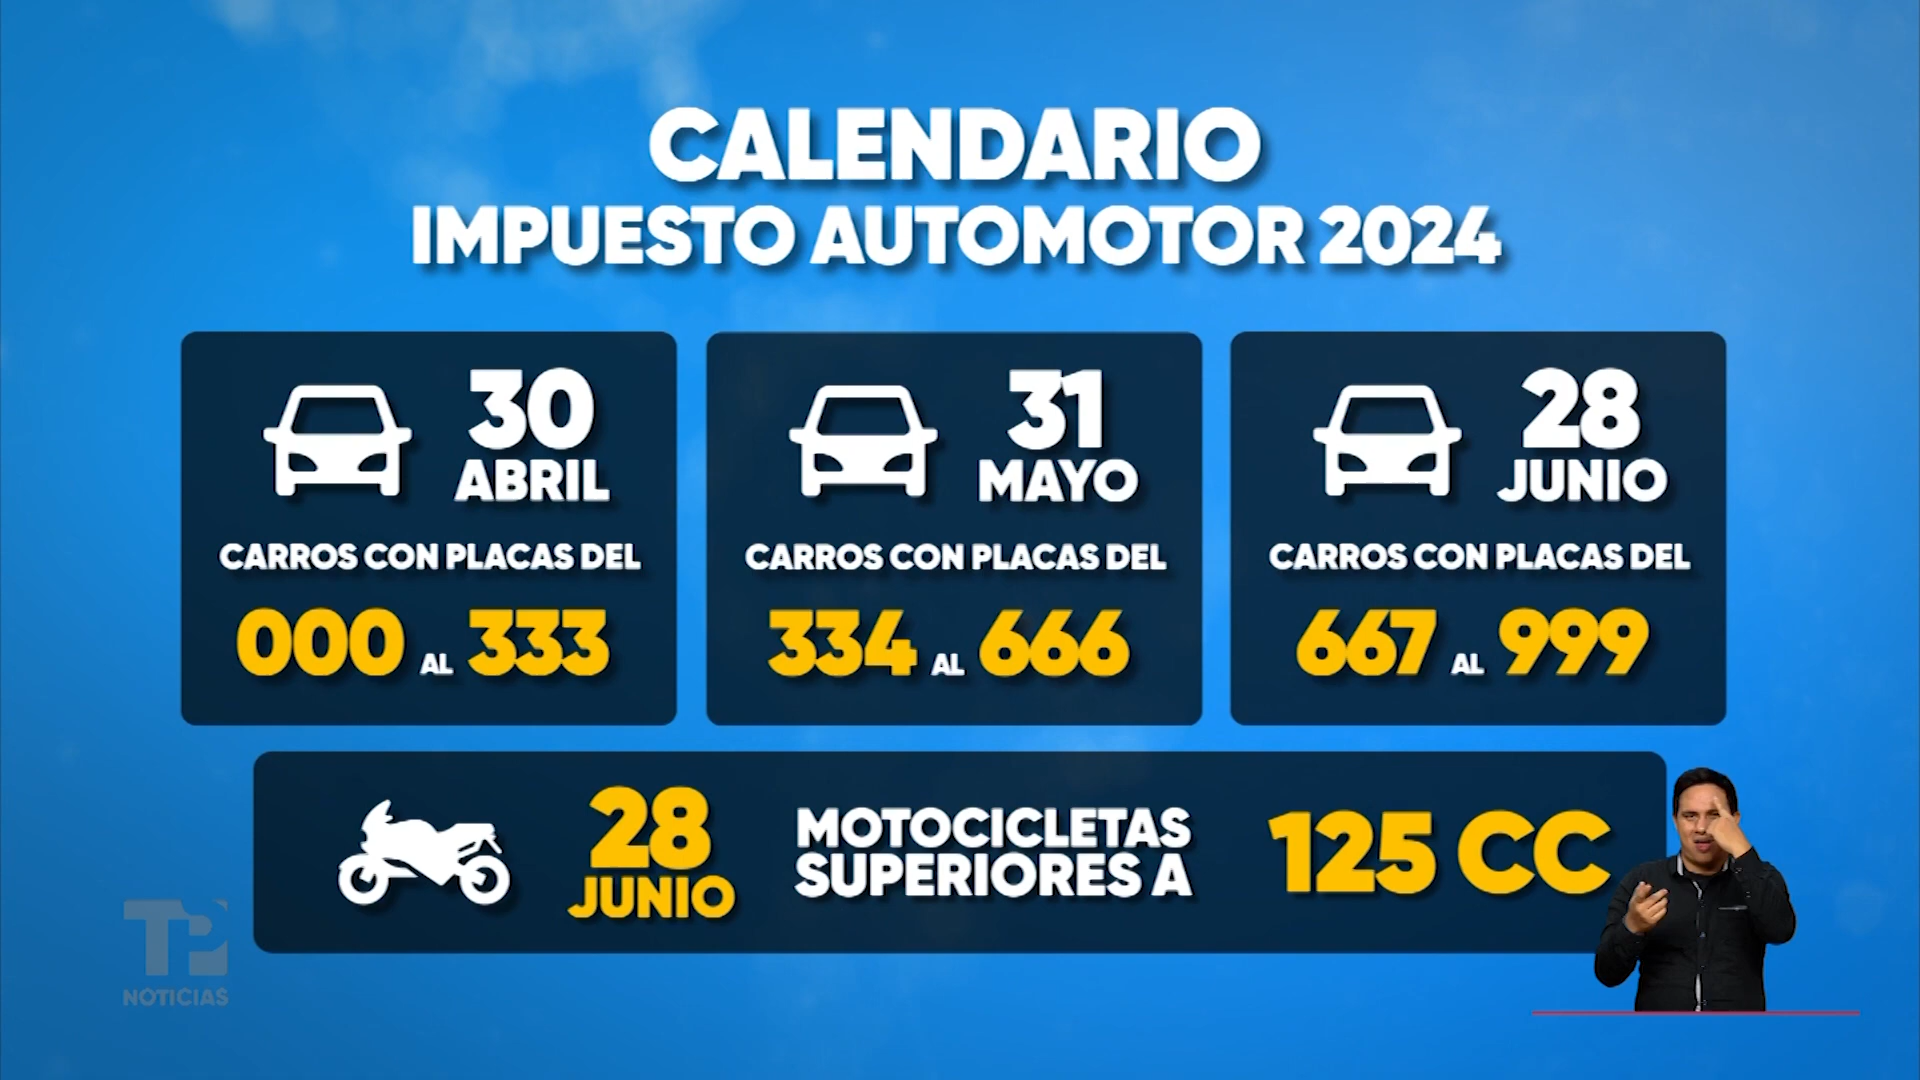 CALENDARIO
IMPUESTO AUTOMOTOR 2024
30
ABRIL
CARROS CON PLACAS DEL
000 AL 333
31
MAYO
CARROS CON PLACAS DEL
334 AL 666
28
JUNIO
CARROS CON PLACAS DEL
667 AL 999
28
JUNIO
MOTOCICLETAS
SUPERIORES A
125 CC
TP
NOTICIAS